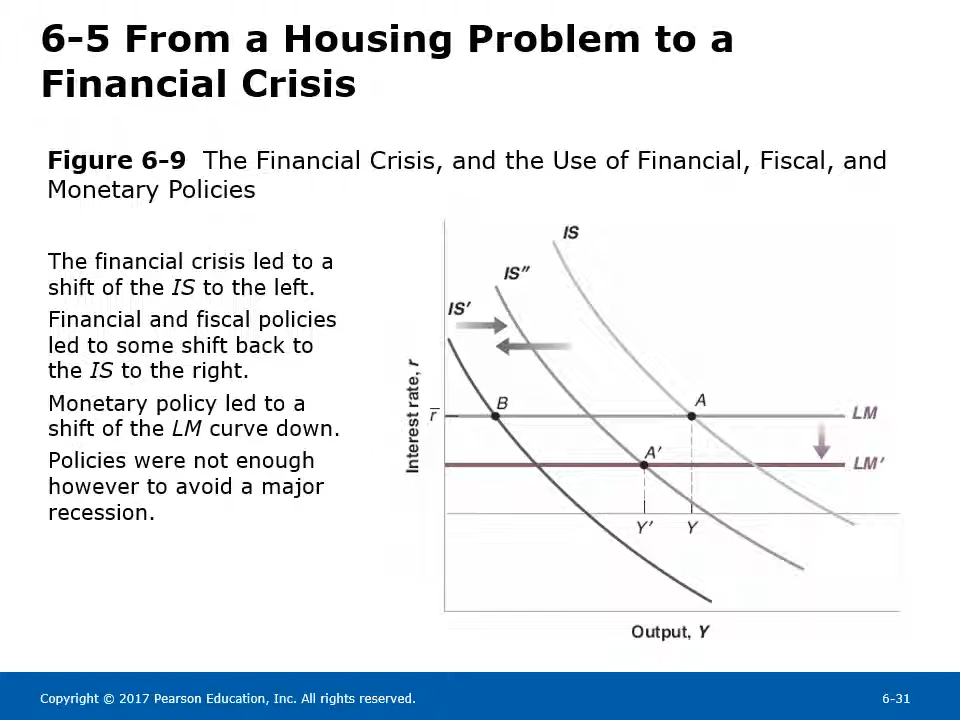 6-5 From a Housing Problem to a
Financial Crisis
Figure 6-9 The Financial Crisis, and the Use of Financial, Fiscal, and
Monetary Policies
The financial crisis led to a
shift of the IS to the left.
Financial and fiscal policies
led to some shift back to
the IS to the right.
Monetary policy led to a
shift of the LM curve down.
Policies were not enough
however to avoid a major
recession.
IS
IS″
IS′
Interest rate, r
r̅
B
A
LM
A′
LM′
Y′
Y
Output, Y
Copyright © 2017 Pearson Education, Inc. All rights reserved.
6-31